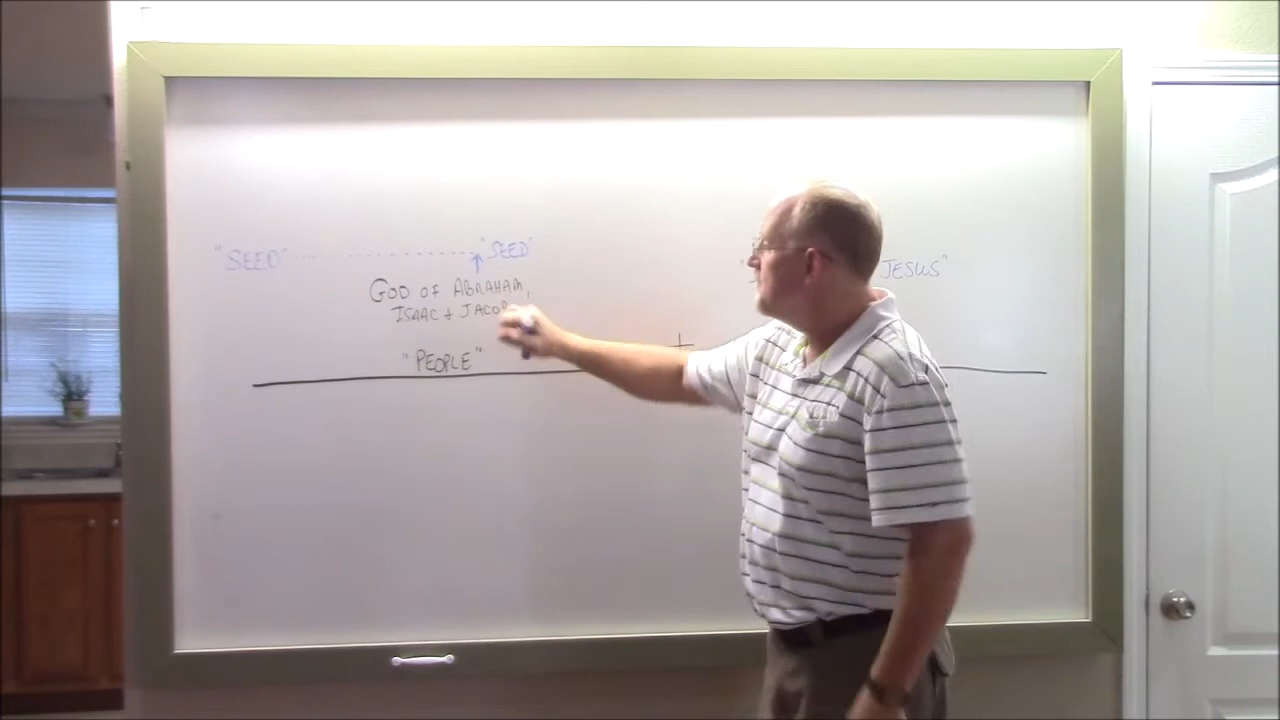 "SEED" .................. "SEED"
↑
GOD OF ABRAHAM,
ISAAC + JACOB
"PEOPLE"
JESUS"